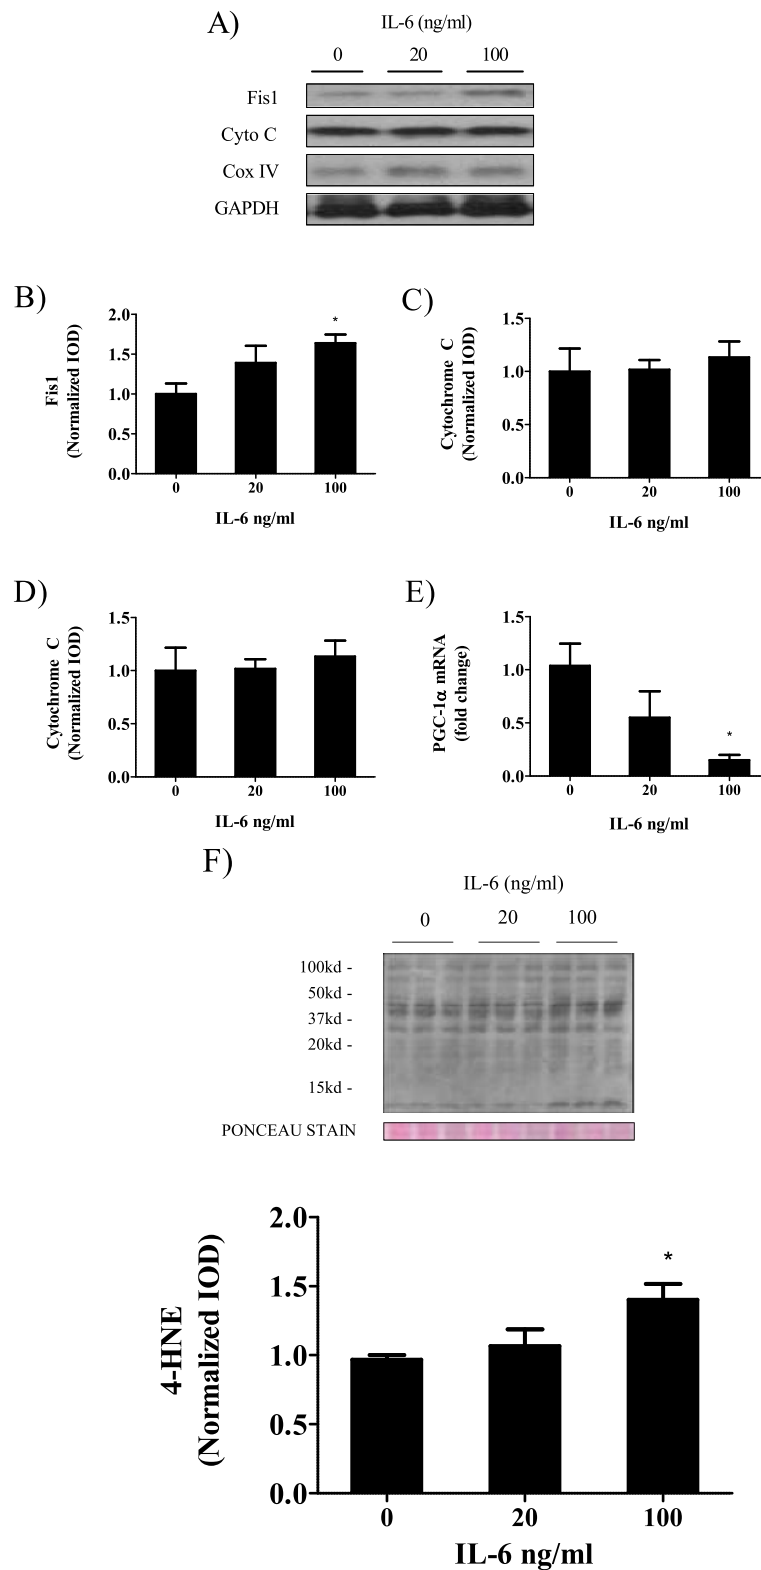 A)
IL-6 (ng/ml)
0 20 100
Fis1
Cyto C
Cox IV
GAPDH
B)
Fis1
(Normalized IOD)
2.0
1.5
1.0
0.5
0.0
*
0 20 100
IL-6 ng/ml
C)
Cytochrome C
(Normalized IOD)
1.5
1.0
0.5
0.0
0 20 100
IL-6 ng/ml
D)
Cytochrome C
(Normalized IOD)
1.5
1.0
0.5
0.0
0 20 100
IL-6 ng/ml
E)
PGC-1α mRNA
(fold change)
1.5
1.0
0.5
0.0
*
0 20 100
IL-6 ng/ml
F)
IL-6 (ng/ml)
0 20 100
100kd -
50kd -
37kd -
20kd -
15kd -
PONCEAU STAIN
4-HNE
(Normalized IOD)
2.0
1.5
1.0
0.5
0.0
*
0 20 100
IL-6 ng/ml